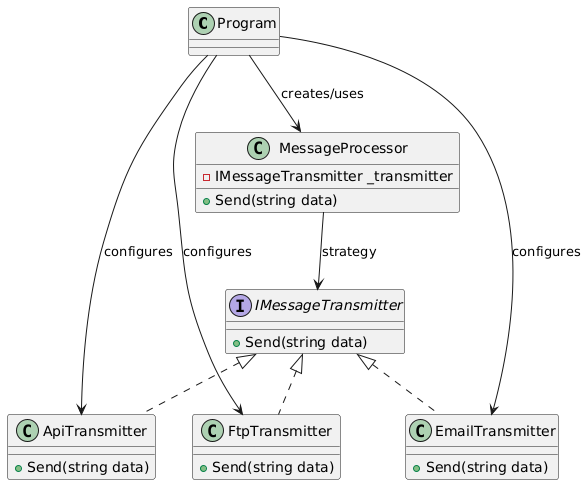 C Program
creates/uses
C MessageProcessor
IMessageTransmitter _transmitter
Send(string data)
configures
configures
strategy
configures
I IMessageTransmitter
Send(string data)
C ApiTransmitter
Send(string data)
C FtpTransmitter
Send(string data)
C EmailTransmitter
Send(string data)